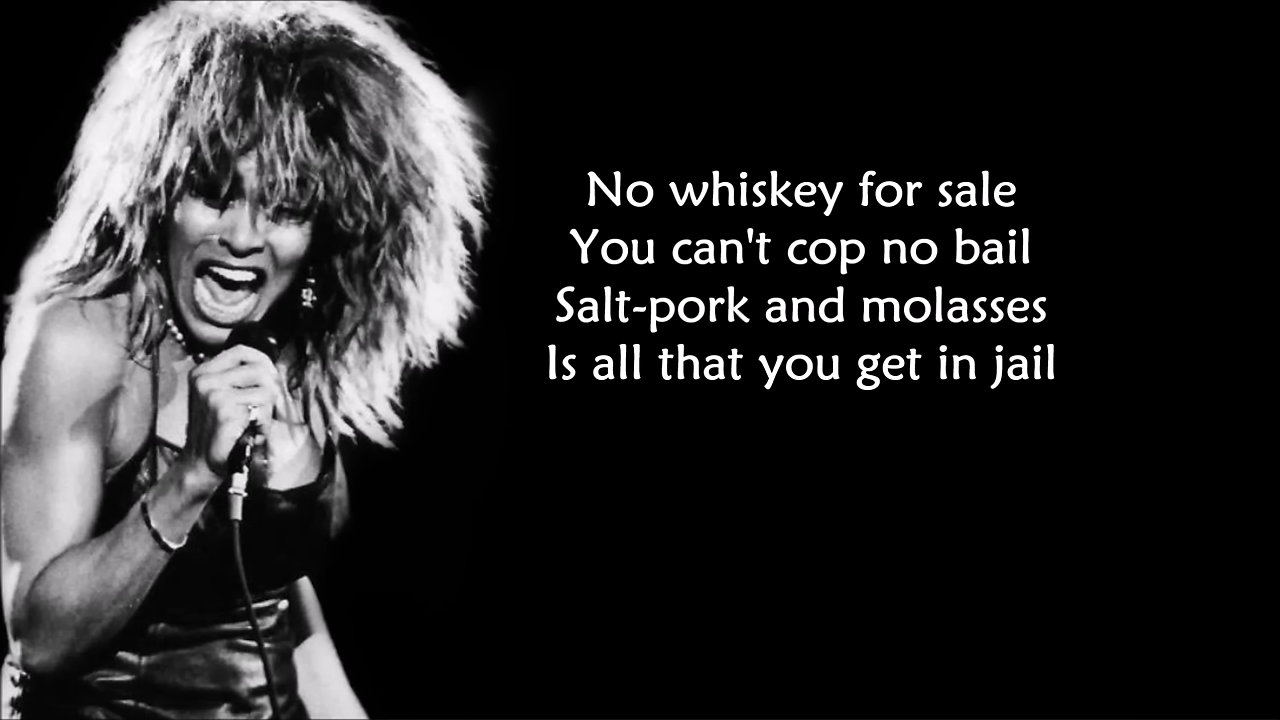 No whiskey for sale
You can't cop no bail
Salt-pork and molasses
Is all that you get in jail